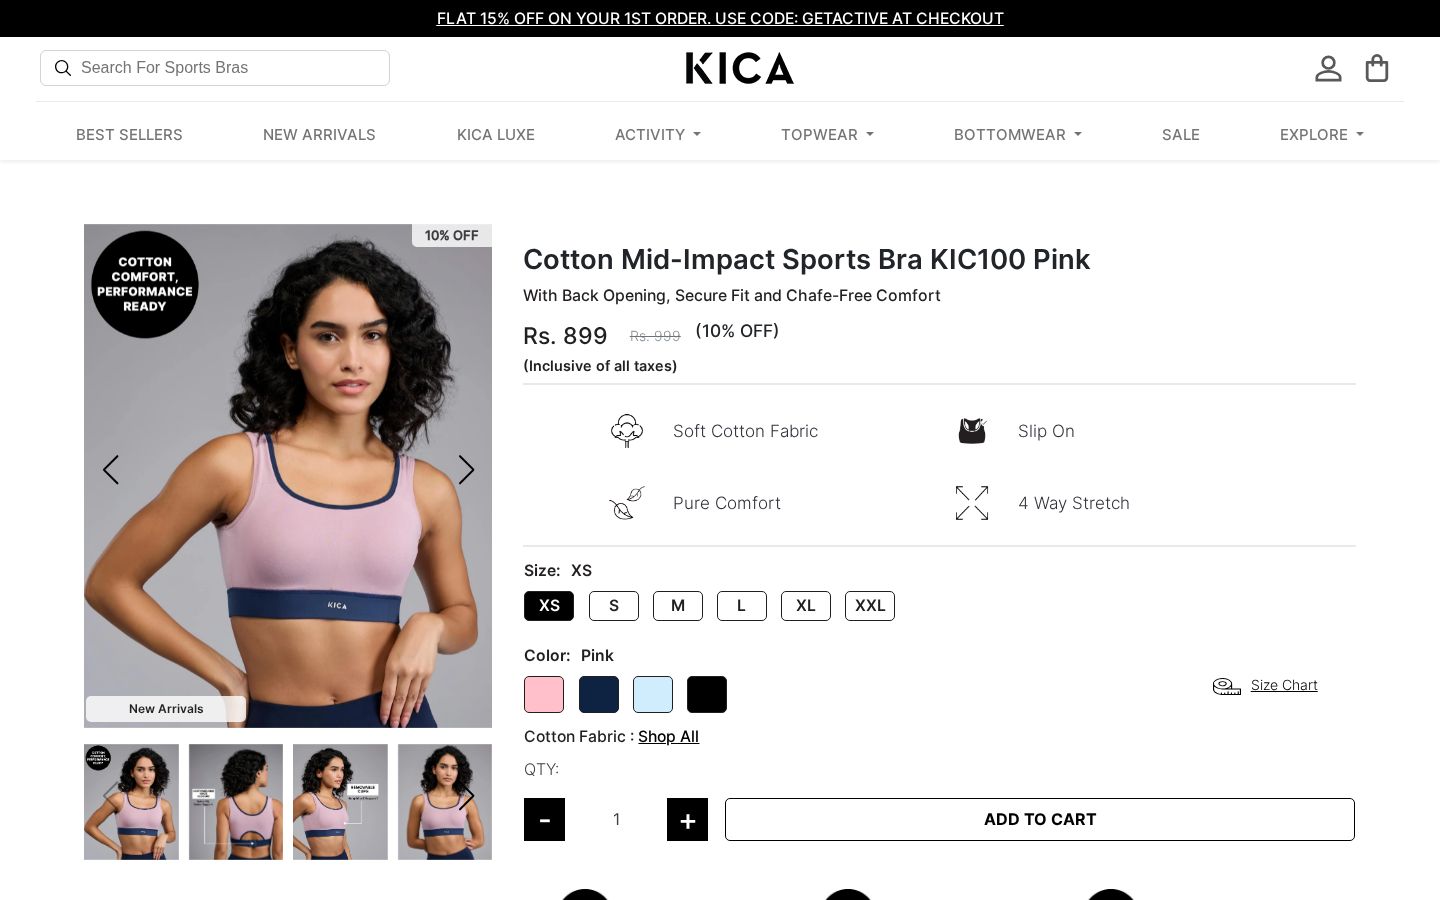 FLAT 15% OFF ON YOUR 1ST ORDER. USE CODE: GETACTIVE AT CHECKOUT
Search For Sports Bras
KICA
BEST SELLERS
NEW ARRIVALS
KICA LUXE
ACTIVITY
TOPWEAR
BOTTOMWEAR
SALE
EXPLORE
10% OFF
COTTON
COMFORT,
PERFORMANCE
READY
KICA
New Arrivals
Cotton Mid-Impact Sports Bra KIC100 Pink
With Back Opening, Secure Fit and Chafe-Free Comfort
Rs. 899 Rs. 999 (10% OFF)
(Inclusive of all taxes)
Soft Cotton Fabric
Slip On
Pure Comfort
4 Way Stretch
Size: XS
XS S M L XL XXL
Color: Pink
Size Chart
Cotton Fabric : Shop All
QTY:
- 1 +
ADD TO CART